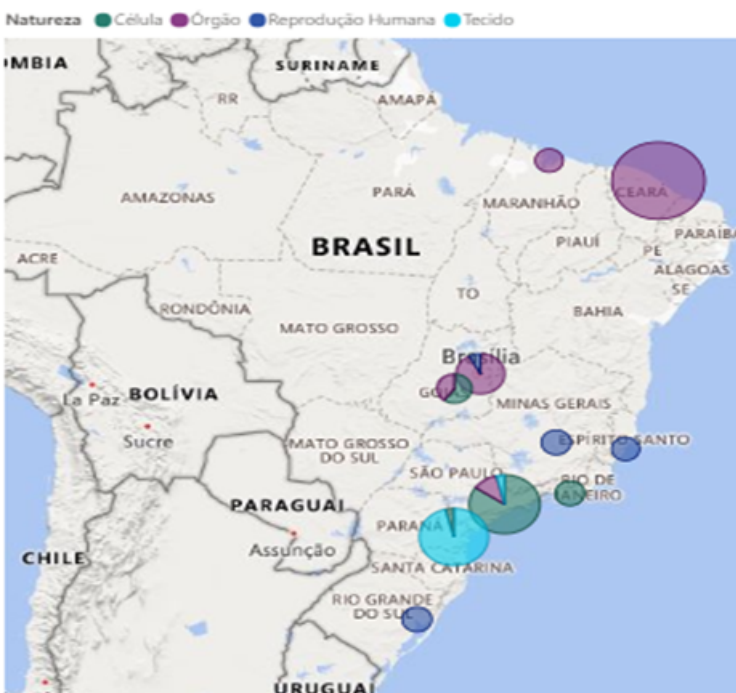 Natureza Célula Órgão Reprodução Humana Tecido
OMBIA
SURINAME
RR
AMAPÁ
AMAZONAS
PARÁ
MARANHÃO
CEARÁ
BRASIL
PIAUÍ
PARAÍBA
PE
ACRE
ALAGOAS
SE
TO
RONDÔNIA
BAHIA
MATO GROSSO
Brasília
La Paz
BOLÍVIA
MINAS GERAIS
Sucre
MATO GROSSO
DO SUL
ESPÍRITO SANTO
SÃO PAULO
RIO DE
JANEIRO
PARAGUAI
PARANÁ
Assunção
CHILE
SANTA CATARINA
RIO GRANDE
DO SUL
URUGUAI